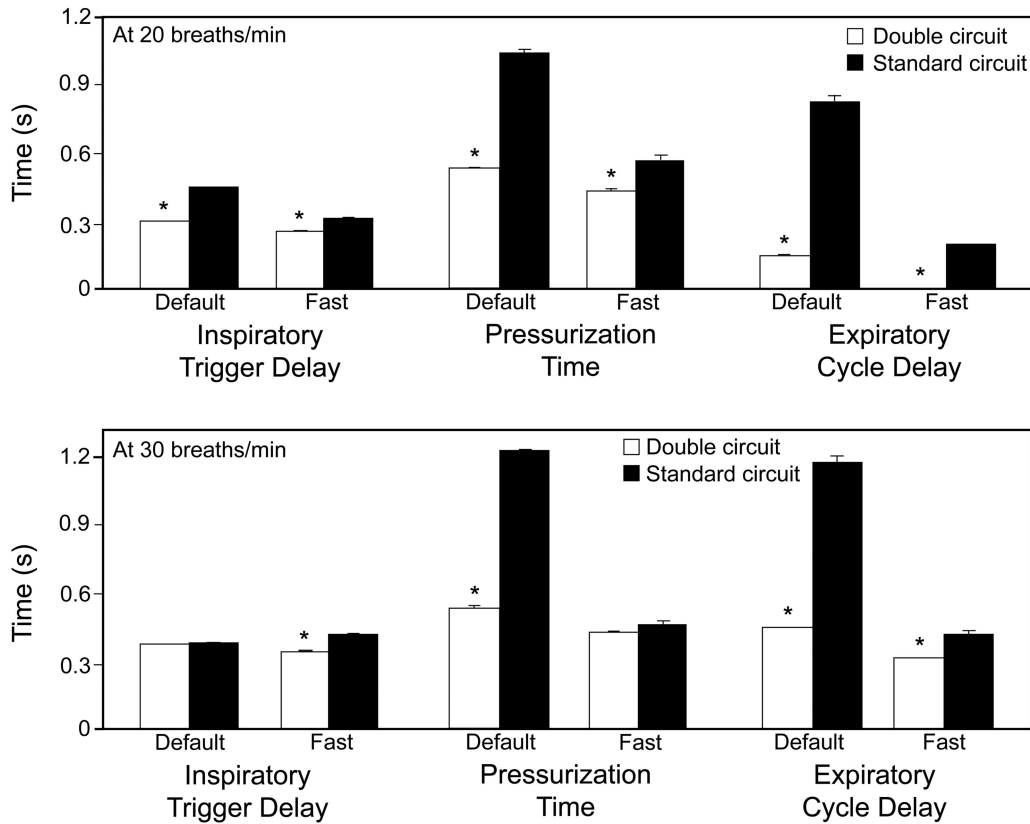 At 20 breaths/min
Double circuit
Standard circuit
Time (s)
1.2
0.9
0.6
0.3
0
* * * * * *
Default Fast Default Fast Default Fast
Inspiratory Pressurization Expiratory
Trigger Delay Time Cycle Delay
At 30 breaths/min
Double circuit
Standard circuit
Time (s)
1.2
0.9
0.6
0.3
0
* * * *
Default Fast Default Fast Default Fast
Inspiratory Pressurization Expiratory
Trigger Delay Time Cycle Delay